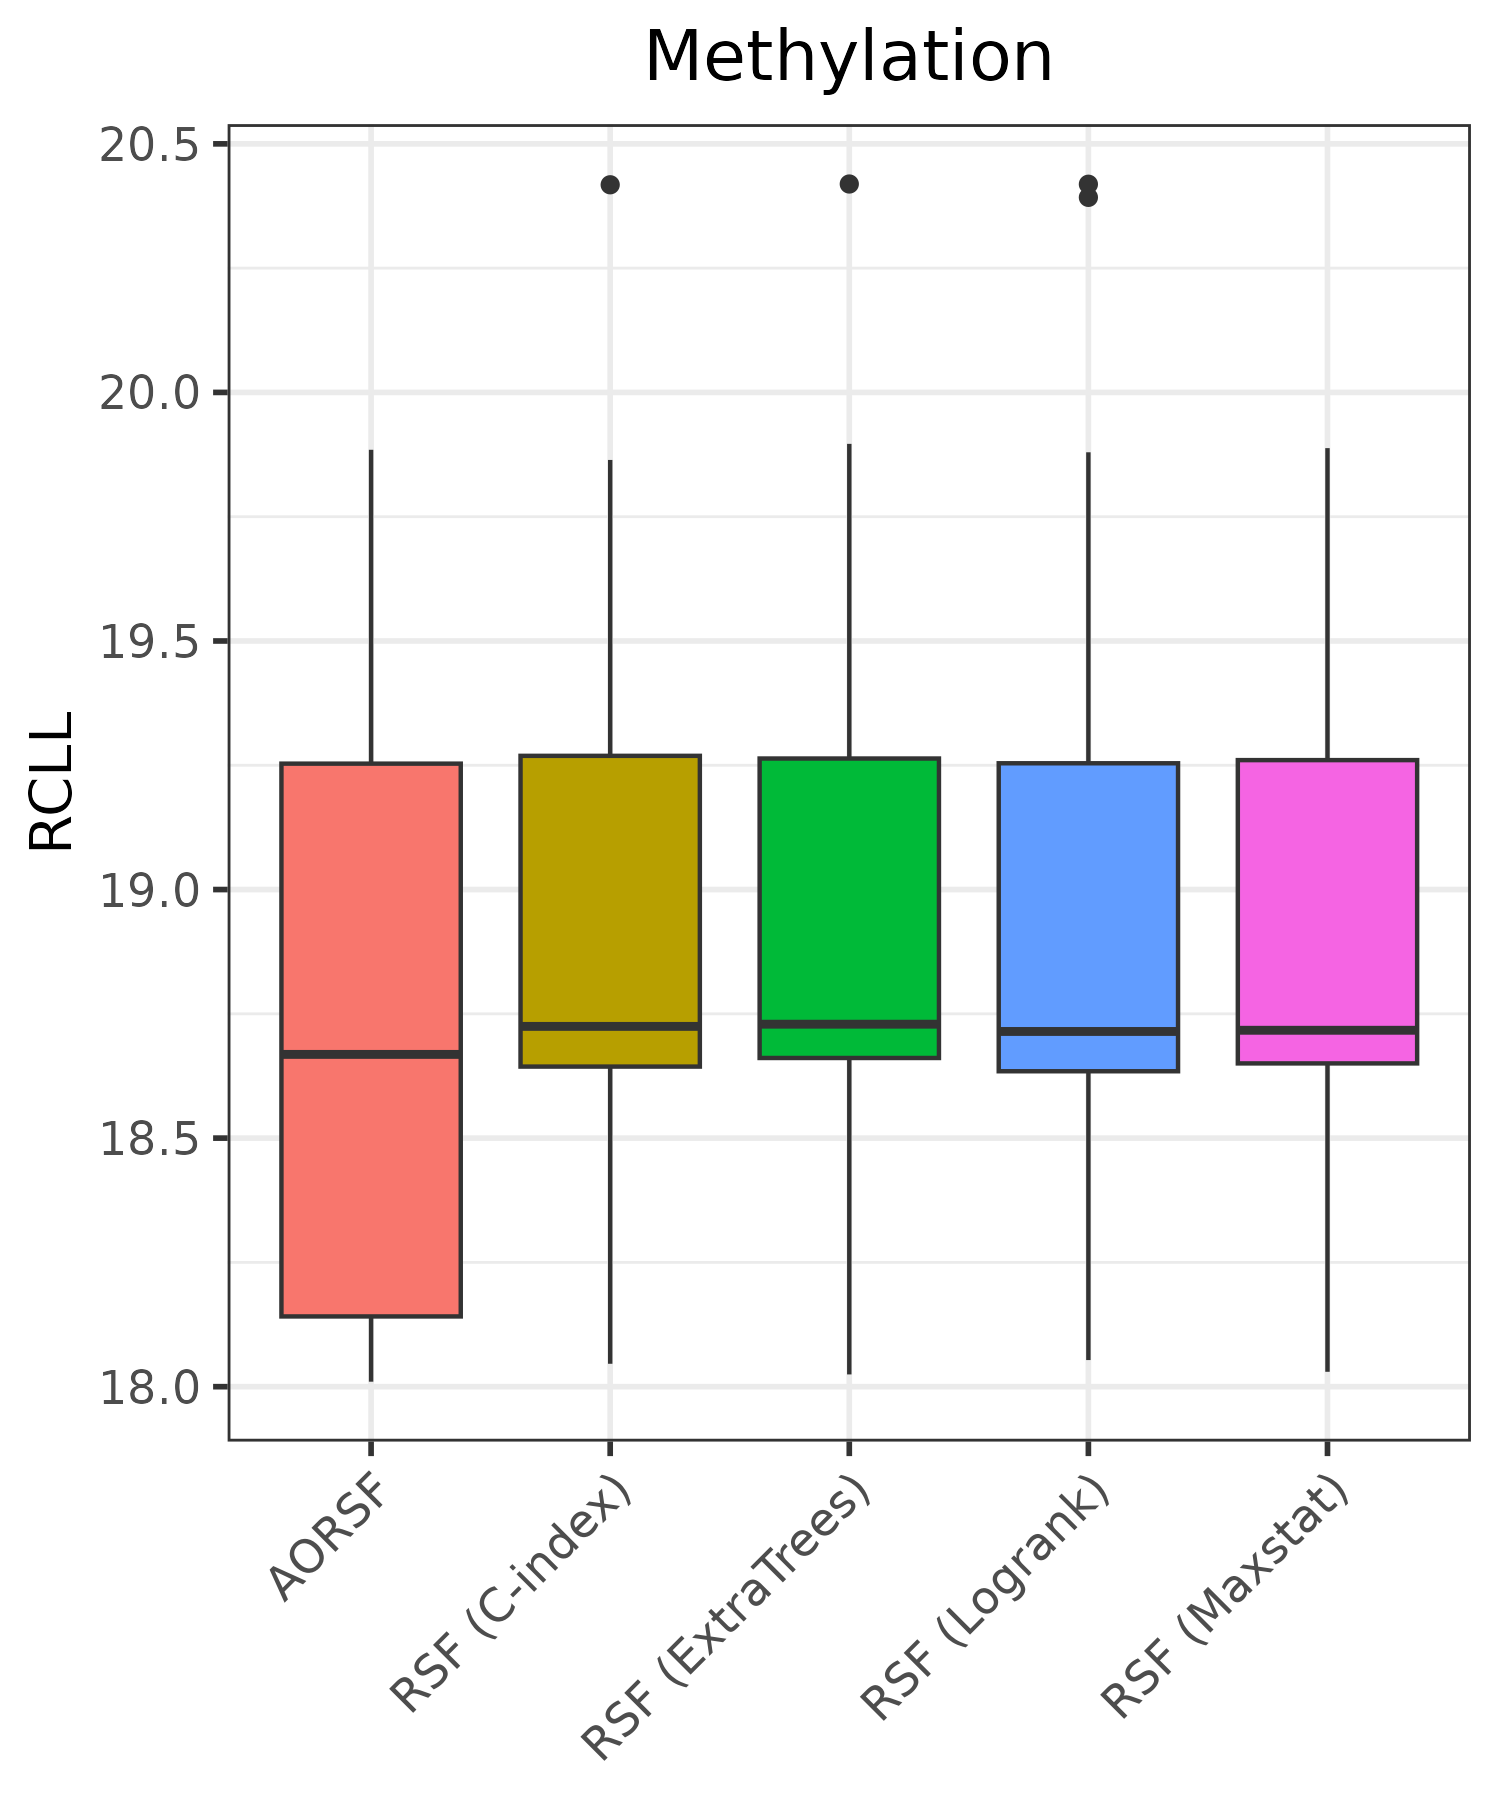 Methylation
RCLL
20.5
20.0
19.5
19.0
18.5
18.0
AORSF
RSF (C-index)
RSF (ExtraTrees)
RSF (Logrank)
RSF (Maxstat)